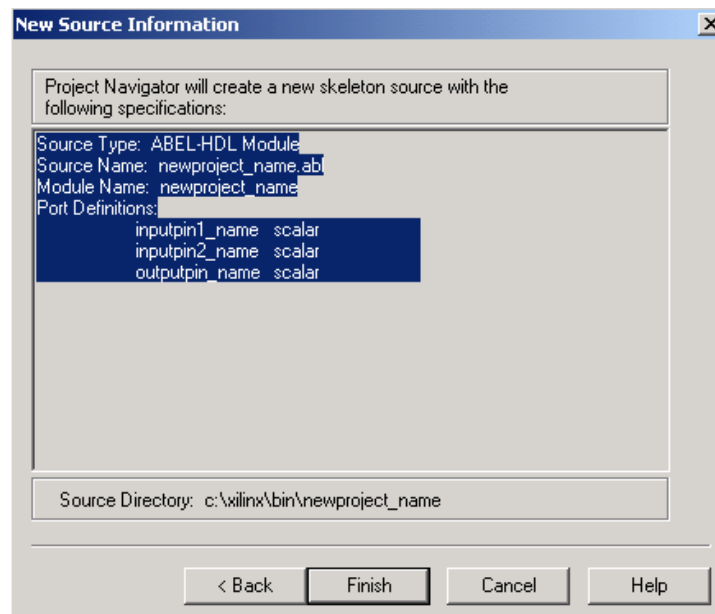 New Source Information
Project Navigator will create a new skeleton source with the
following specifications:
Source Type: ABEL-HDL Module
Source Name: newproject_name.abl
Module Name: newproject_name
Port Definitions:
inputpin1_name scalar
inputpin2_name scalar
outputpin_name scalar
Source Directory: c:\xilinx\bin\newproject_name
< Back Finish Cancel Help